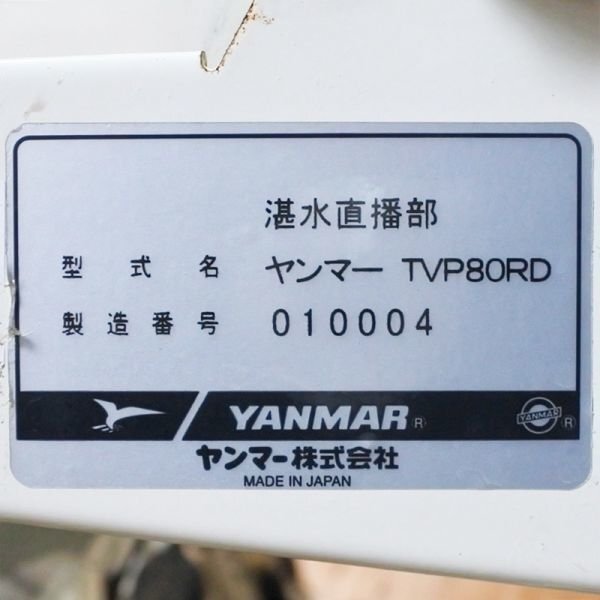 湛水直播部
型式名 ヤンマー TVP80RD
製造番号 010004
YANMAR® YANMAR®
ヤンマー株式会社
MADE IN JAPAN